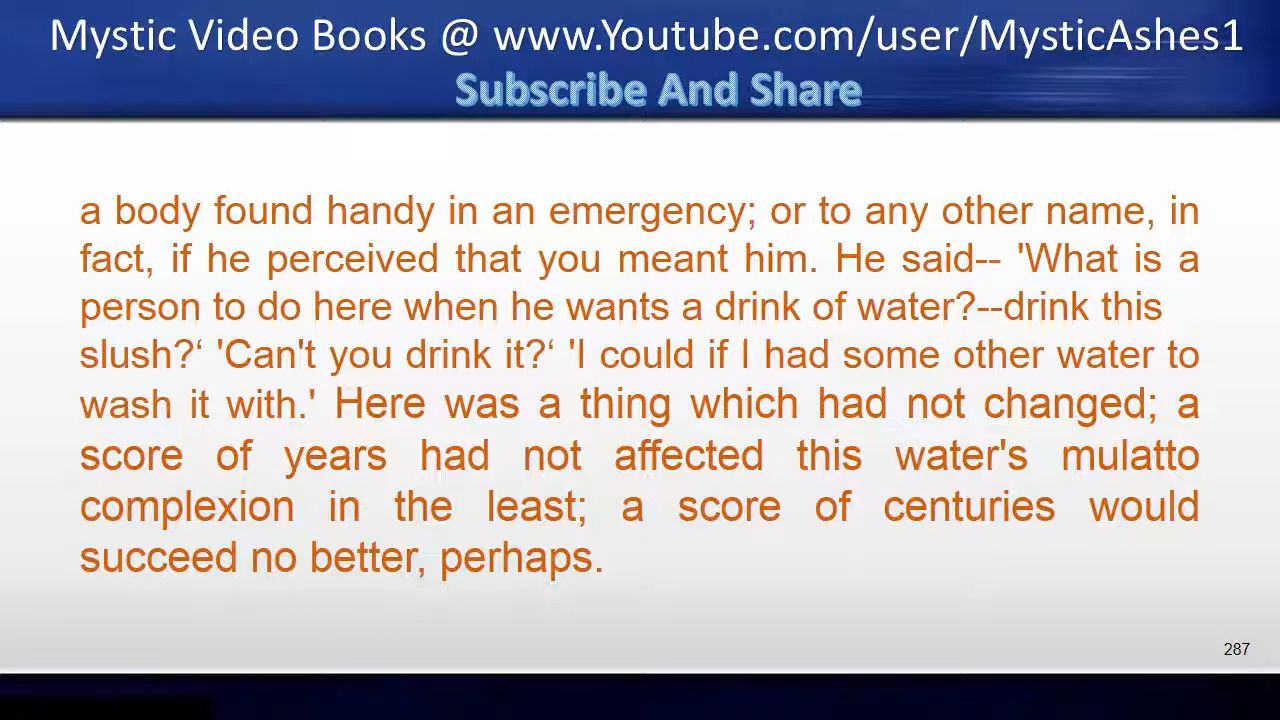 Mystic Video Books @ www.Youtube.com/user/MysticAshes1
Subscribe And Share
a body found handy in an emergency; or to any other name, in
fact, if he perceived that you meant him. He said-- 'What is a
person to do here when he wants a drink of water?--drink this
slush?‘ 'Can't you drink it?‘ 'I could if I had some other water to
wash it with.' Here was a thing which had not changed; a
score of years had not affected this water's mulatto
complexion in the least; a score of centuries would
succeed no better, perhaps.
287